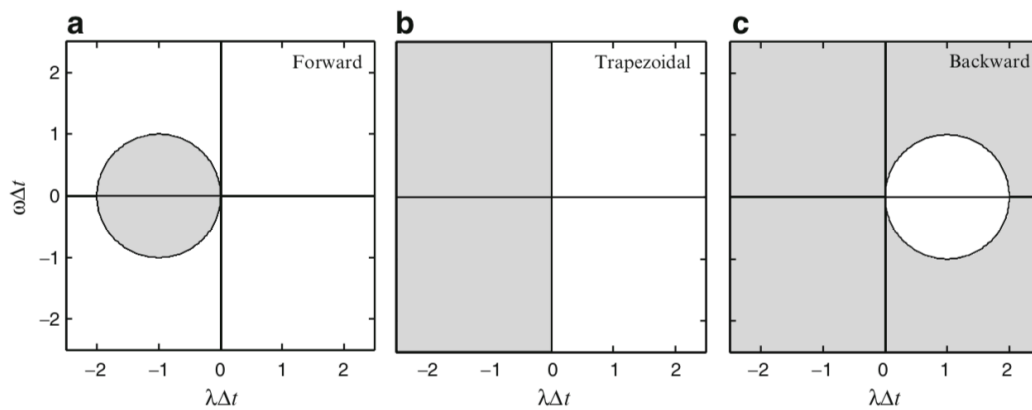 a
Forward
2
1
0
−1
−2
ωΔt
−2 −1 0 1 2
λΔt
b
Trapezoidal
−2 −1 0 1 2
λΔt
c
Backward
−2 −1 0 1 2
λΔt